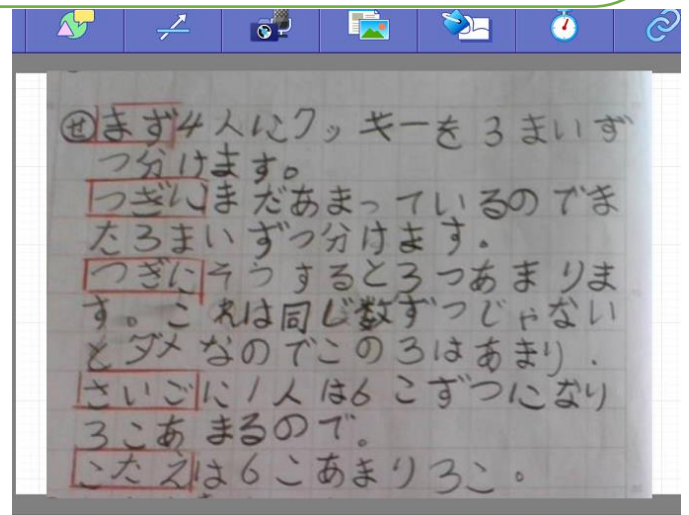 ㋝まず4人にクッキーを3まいず
つ分けます。
つぎにまだあまっているのでま
た3まいずつ分けます。
つぎにそうすると3つあまりま
す。これは同じ数ずつじゃない
とダメなのでこの3はあまり.
さいごに1人は6こずつになり
3こあまるので。
こたえは6こあまり3こ。